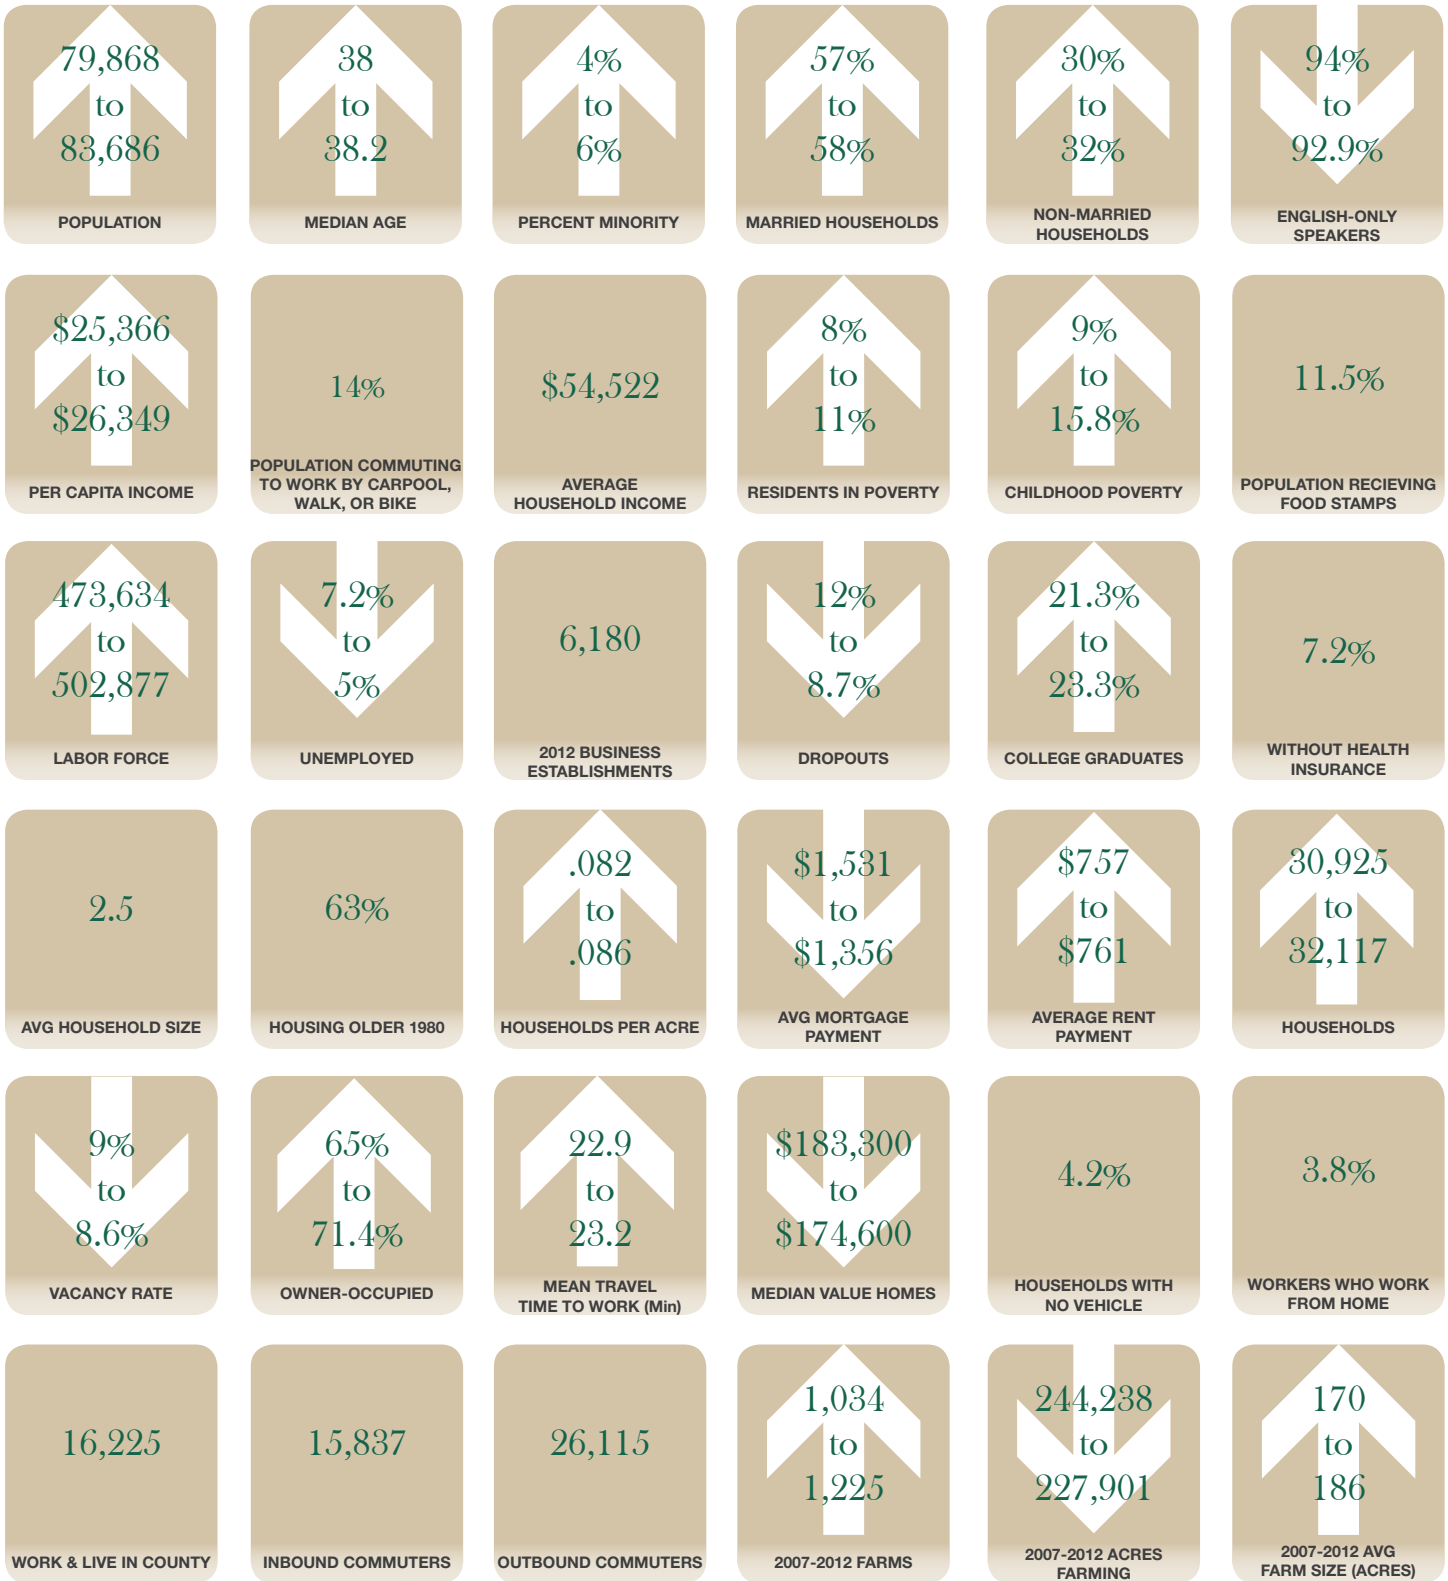 79,868
to
83,686
POPULATION
38
to
38.2
MEDIAN AGE
4%
to
6%
PERCENT MINORITY
57%
to
58%
MARRIED HOUSEHOLDS
30%
to
32%
NON-MARRIED
HOUSEHOLDS
94%
to
92.9%
ENGLISH-ONLY
SPEAKERS
$25,366
to
$26,349
PER CAPITA INCOME
14%
POPULATION COMMUTING
TO WORK BY CARPOOL,
WALK, OR BIKE
$54,522
AVERAGE
HOUSEHOLD INCOME
8%
to
11%
RESIDENTS IN POVERTY
9%
to
15.8%
CHILDHOOD POVERTY
11.5%
POPULATION RECIEVING
FOOD STAMPS
473,634
to
502,877
LABOR FORCE
7.2%
to
5%
UNEMPLOYED
6,180
2012 BUSINESS
ESTABLISHMENTS
12%
to
8.7%
DROPOUTS
21.3%
to
23.3%
COLLEGE GRADUATES
7.2%
WITHOUT HEALTH
INSURANCE
2.5
AVG HOUSEHOLD SIZE
63%
HOUSING OLDER 1980
.082
to
.086
HOUSEHOLDS PER ACRE
$1,531
to
$1,356
AVG MORTGAGE
PAYMENT
$757
to
$761
AVERAGE RENT
PAYMENT
30,925
to
32,117
HOUSEHOLDS
9%
to
8.6%
VACANCY RATE
65%
to
71.4%
OWNER-OCCUPIED
22.9
to
23.2
MEAN TRAVEL
TIME TO WORK (Min)
$183,300
to
$174,600
MEDIAN VALUE HOMES
4.2%
HOUSEHOLDS WITH
NO VEHICLE
3.8%
WORKERS WHO WORK
FROM HOME
16,225
WORK & LIVE IN COUNTY
15,837
INBOUND COMMUTERS
26,115
OUTBOUND COMMUTERS
1,034
to
1,225
2007-2012 FARMS
244,238
to
227,901
2007-2012 ACRES
FARMING
170
to
186
2007-2012 AVG
FARM SIZE (ACRES)